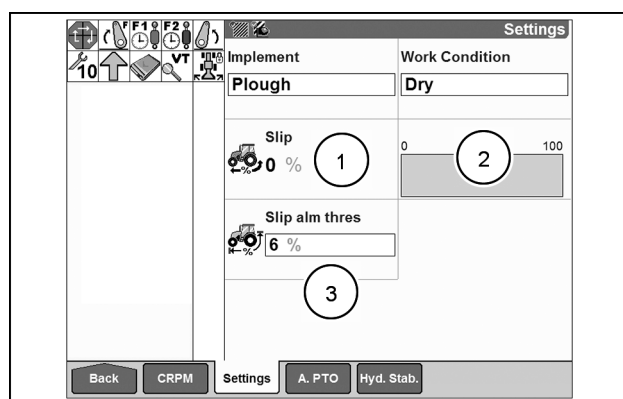 F F1 F2
10 VT
Settings
Implement
Work Condition
Plough
Dry
Slip
0 %
1
0 100
2
%
Slip alm thres
6 %
%
3
Back CRPM Settings A. PTO Hyd. Stab.